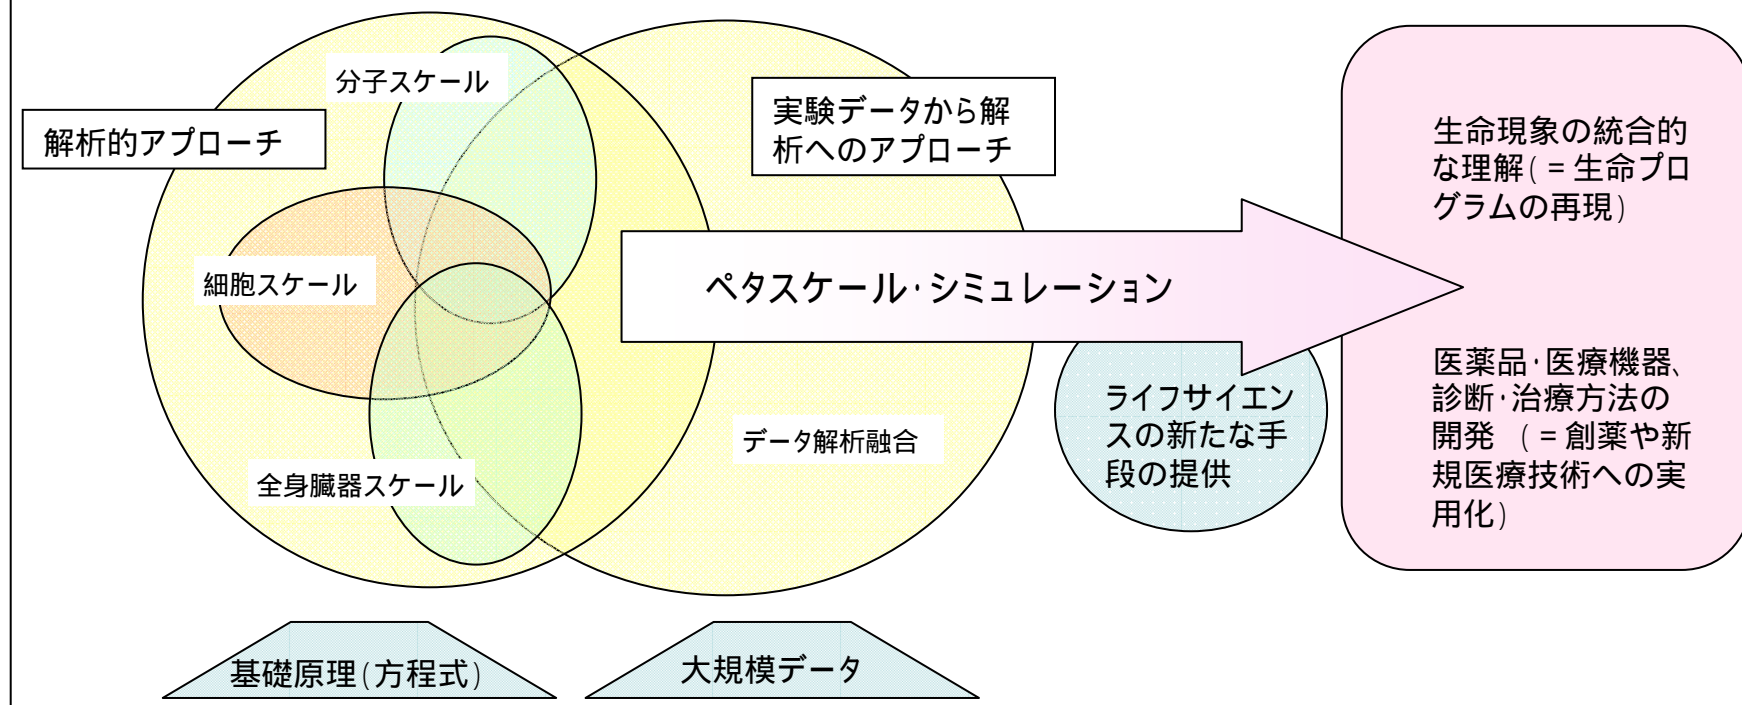 分子スケール
解析的アプローチ
実験データから解
析へのアプローチ
細胞スケール
ペタスケール・シミュレーション
全身臓器スケール
データ解析融合
ライフサイエン
スの新たな手
段の提供
生命現象の統合的
な理解(=生命プロ
グラムの再現)
医薬品・医療機器、
診断・治療方法の
開発 (=創薬や新
規医療技術への実
用化)
基礎原理(方程式)
大規模データ